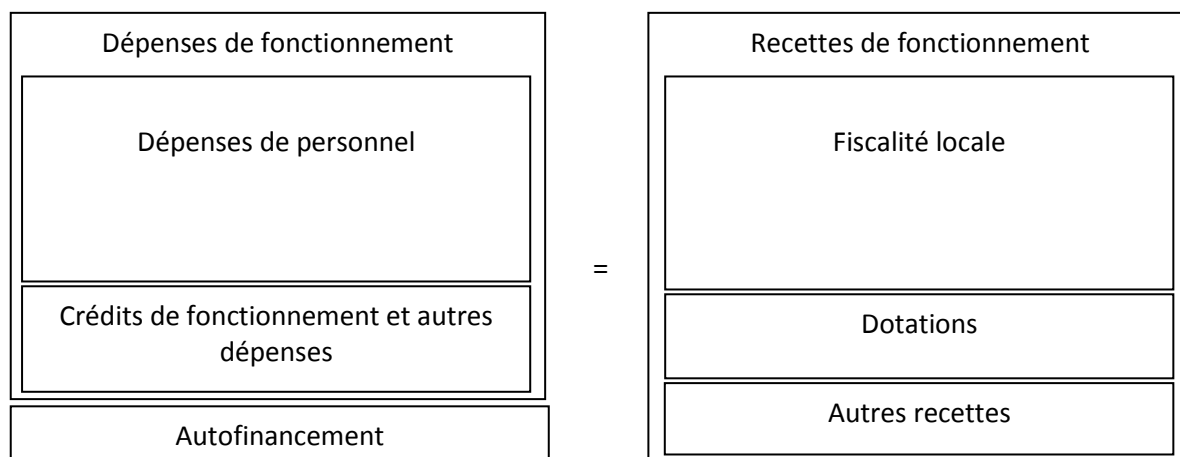 Dépenses de fonctionnement
Dépenses de personnel
Crédits de fonctionnement et autres
dépenses
Autofinancement
=
Recettes de fonctionnement
Fiscalité locale
Dotations
Autres recettes